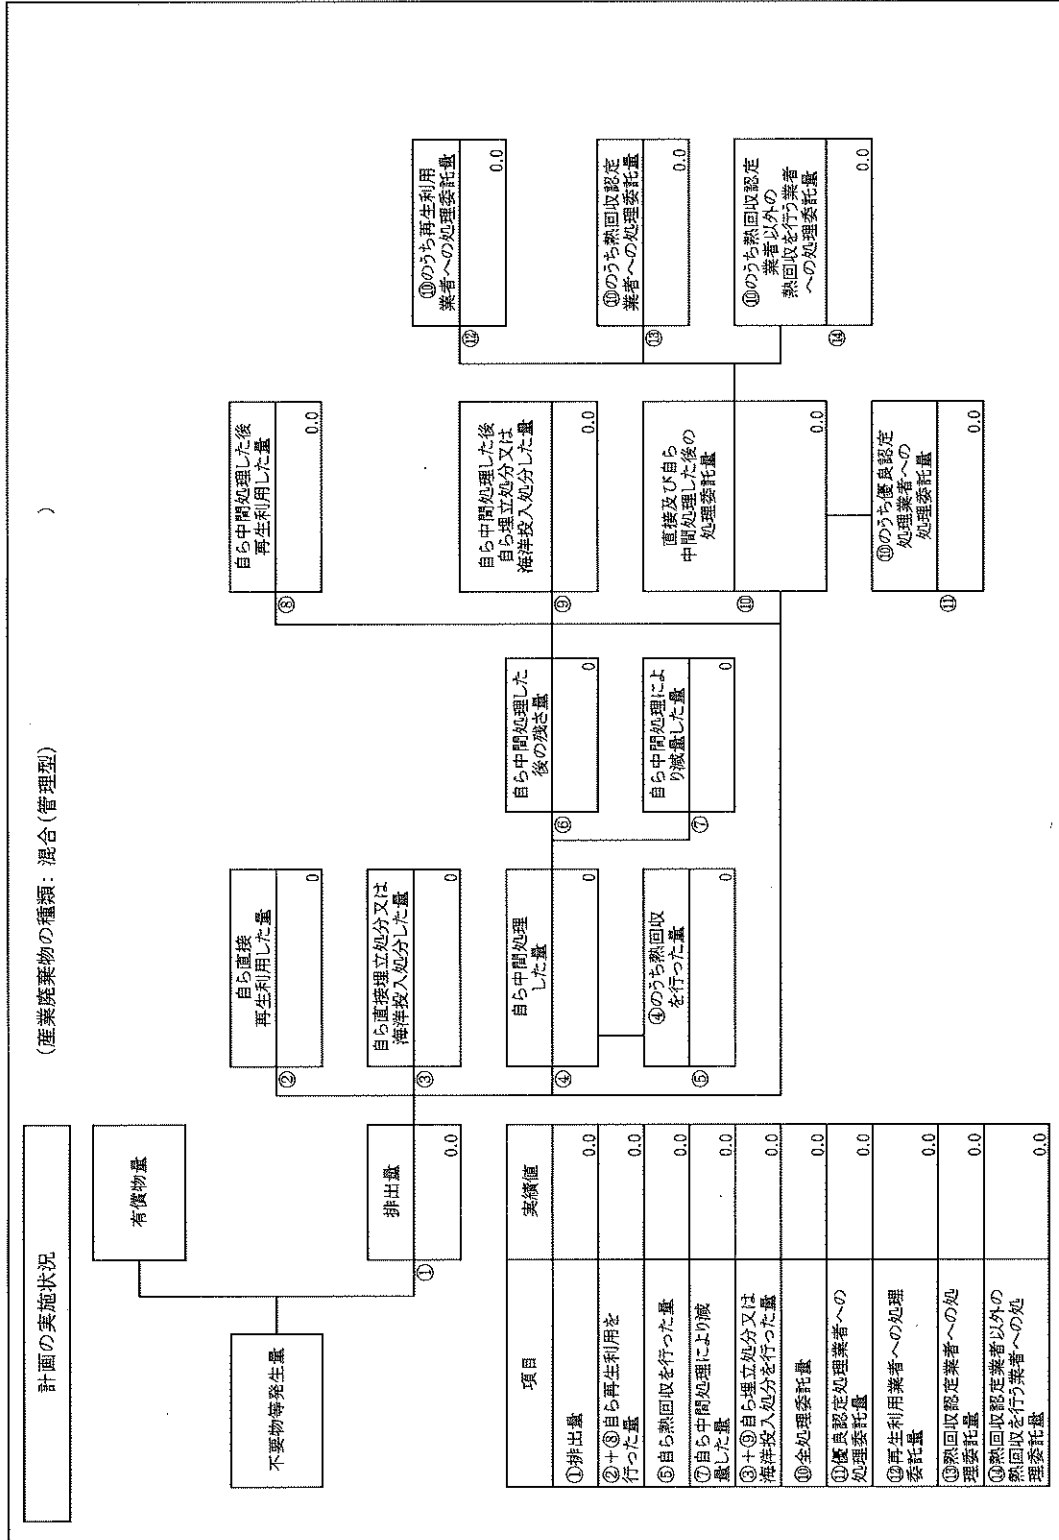 計画の実施状況
(産業廃棄物の種類: 混合(管理型) )
不要物等発生量
有償物量
①
排出量
0.0
②
自ら直接
再生利用した量
0
③
自ら直接埋立処分又は
海洋投入処分した量
0
④
自ら中間処理
した量
0
⑤
④のうち熱回収
を行った量
0
⑥
自ら中間処理した
後の残さ量
0
⑦
自ら中間処理によ
り減量した量
0
⑧
自ら中間処理した後
再生利用した量
0.0
⑨
自ら中間処理した後
自ら埋立処分又は
海洋投入処分した量
0.0
⑩
直接及び自ら
中間処理した後の
処理委託量
0.0
⑪
⑩のうち優良認定
処理業者への
処理委託量
0.0
⑫
⑩のうち再生利用
業者への処理委託量
0.0
⑬
⑩のうち熱回収認定
業者への処理委託量
0.0
⑭
⑩のうち熱回収認定
業者以外の
熱回収を行う業者
への処理委託量
0.0
項目 実績値
①排出量 0.0
②+⑧自ら再生利用を
行った量 0.0
⑤自ら熱回収を行った量 0.0
⑦自ら中間処理により減
量した量 0.0
③+⑨自ら埋立処分又は
海洋投入処分を行った量 0.0
⑩全処理委託量 0.0
⑪優良認定処理業者への
処理委託量 0.0
⑫再生利用業者への処理
委託量 0.0
⑬熱回収認定業者への処
理委託量 0.0
⑭熱回収認定業者以外の
熱回収を行う業者への処
理委託量 0.0